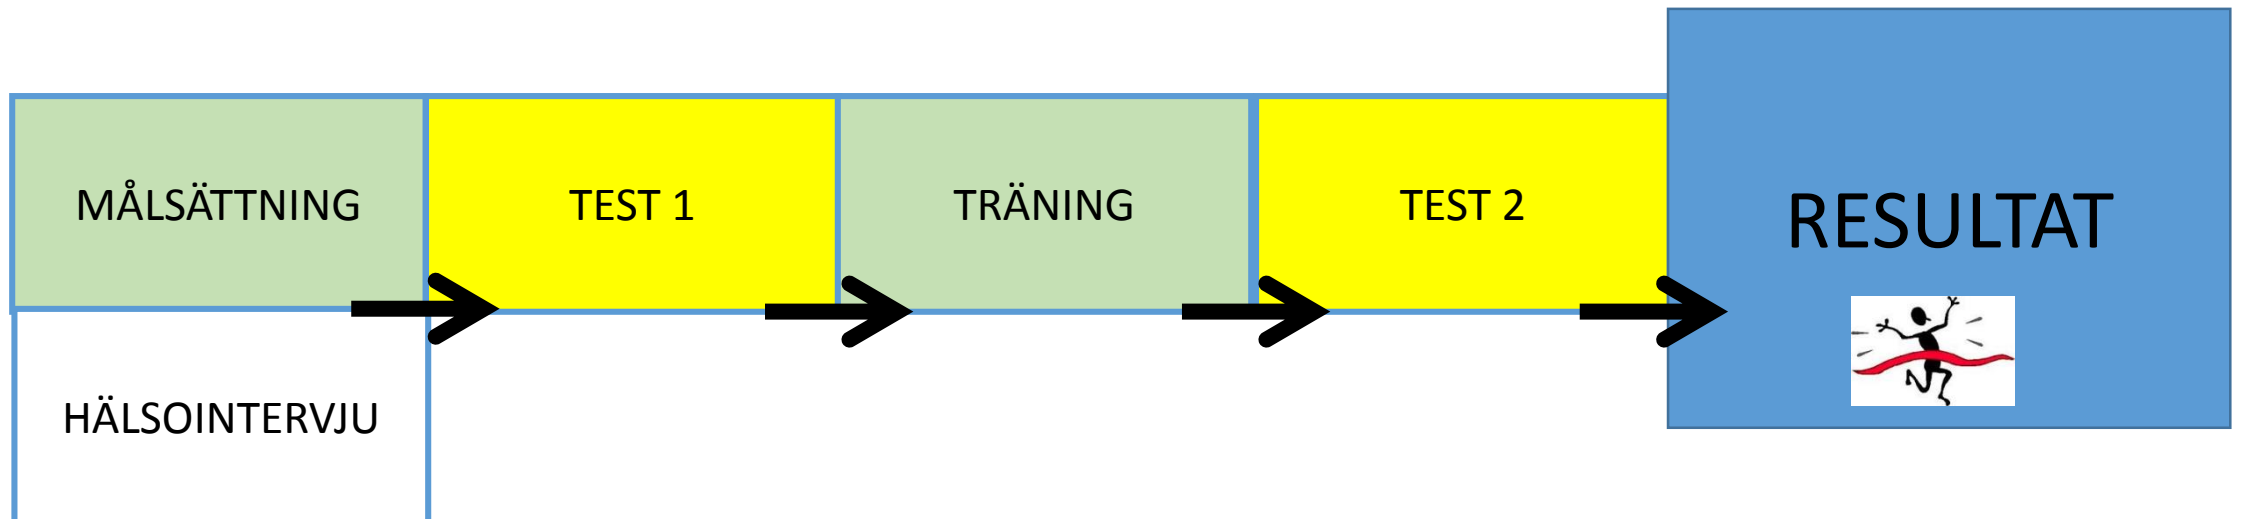 MÅLSÄTTNING
TEST 1
TRÄNING
TEST 2
RESULTAT
HÄLSOINTERVJU